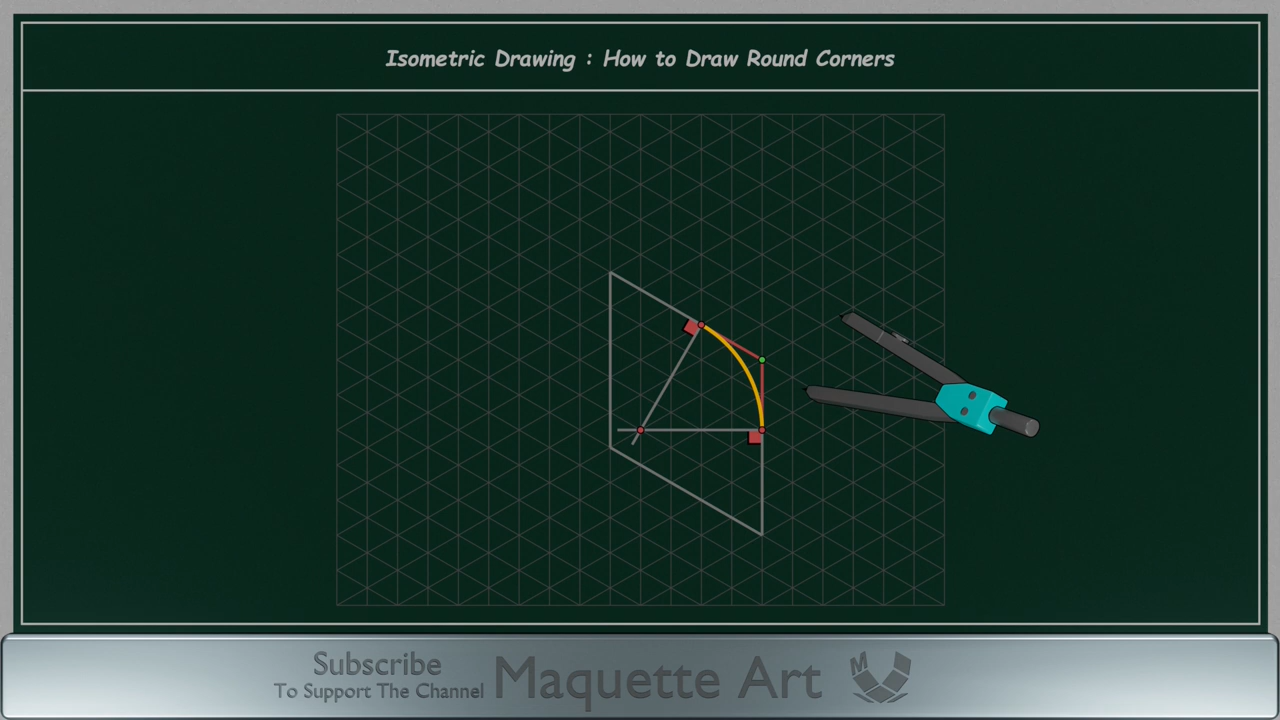 Isometric Drawing : How to Draw Round Corners
Subscribe
To Support The Channel
Maquette Art
M